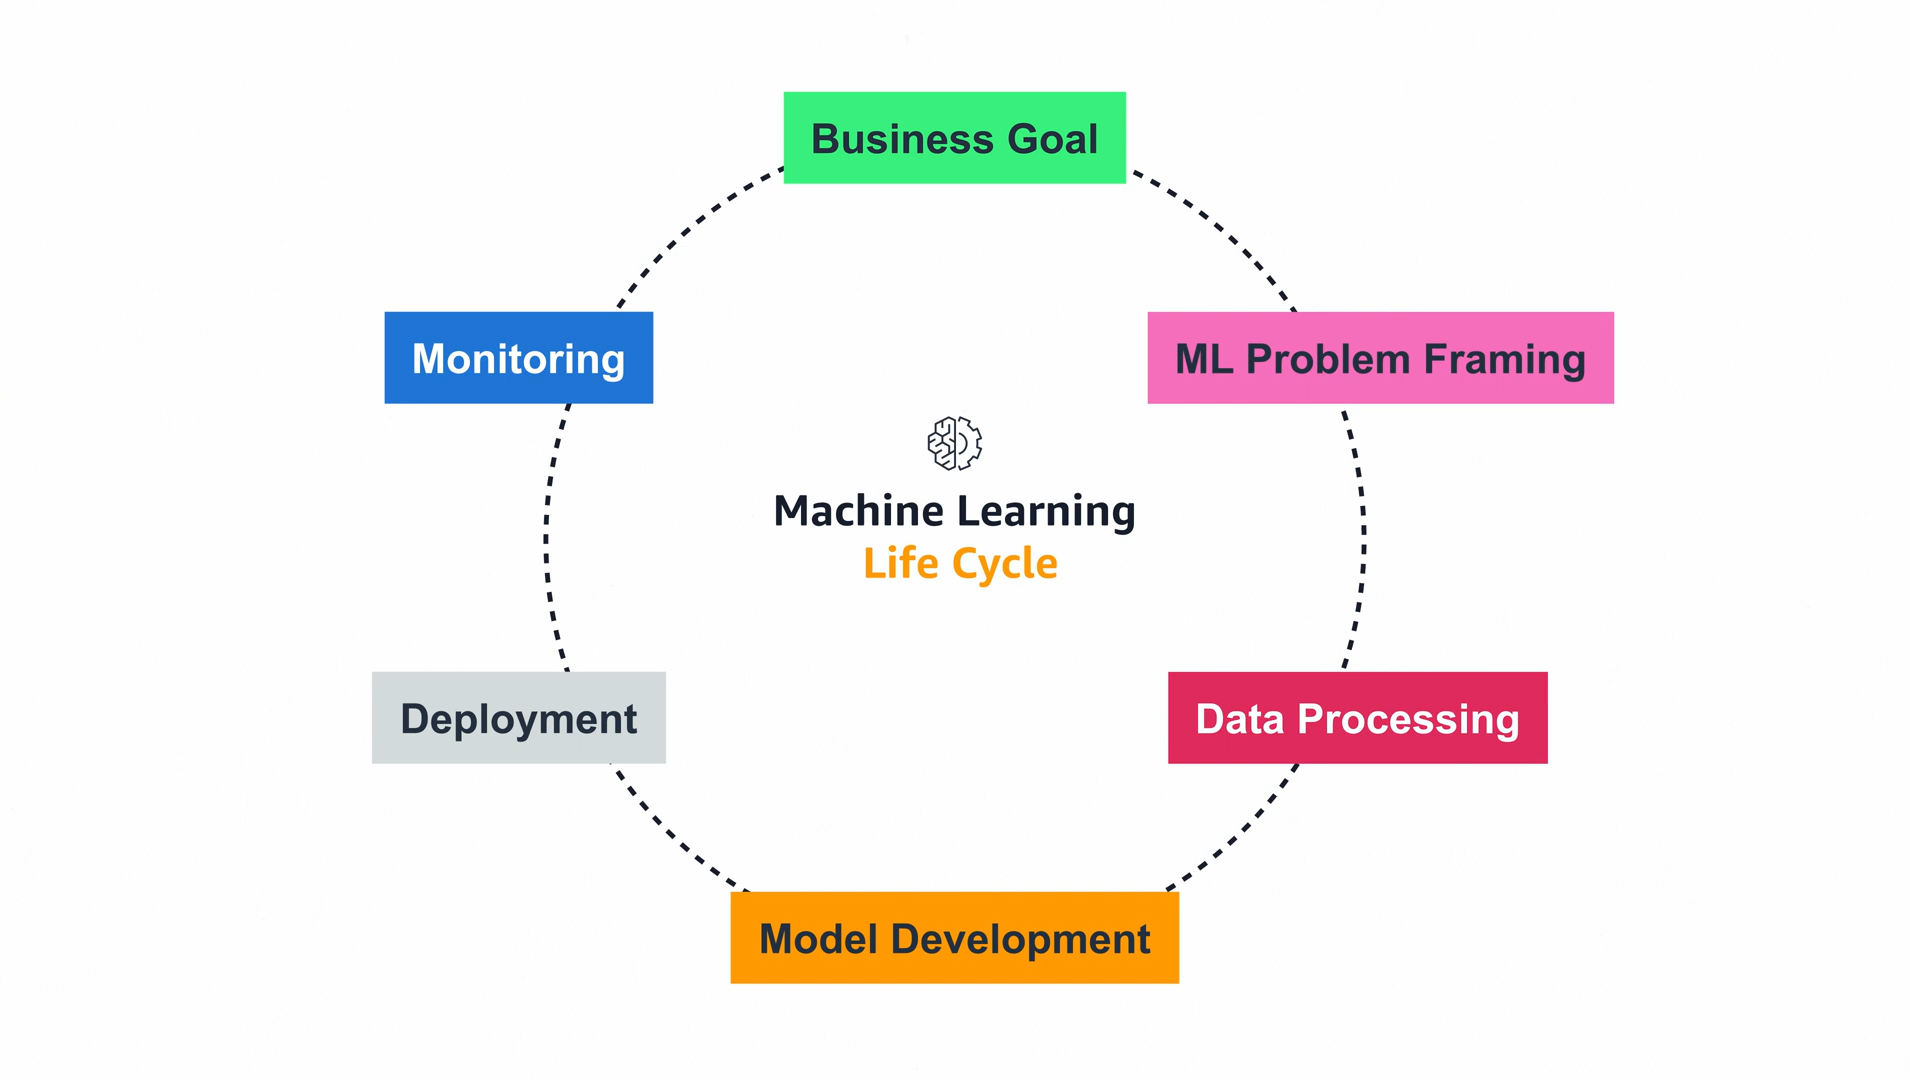 Business Goal
Monitoring
ML Problem Framing
Machine Learning
Life Cycle
Deployment
Data Processing
Model Development